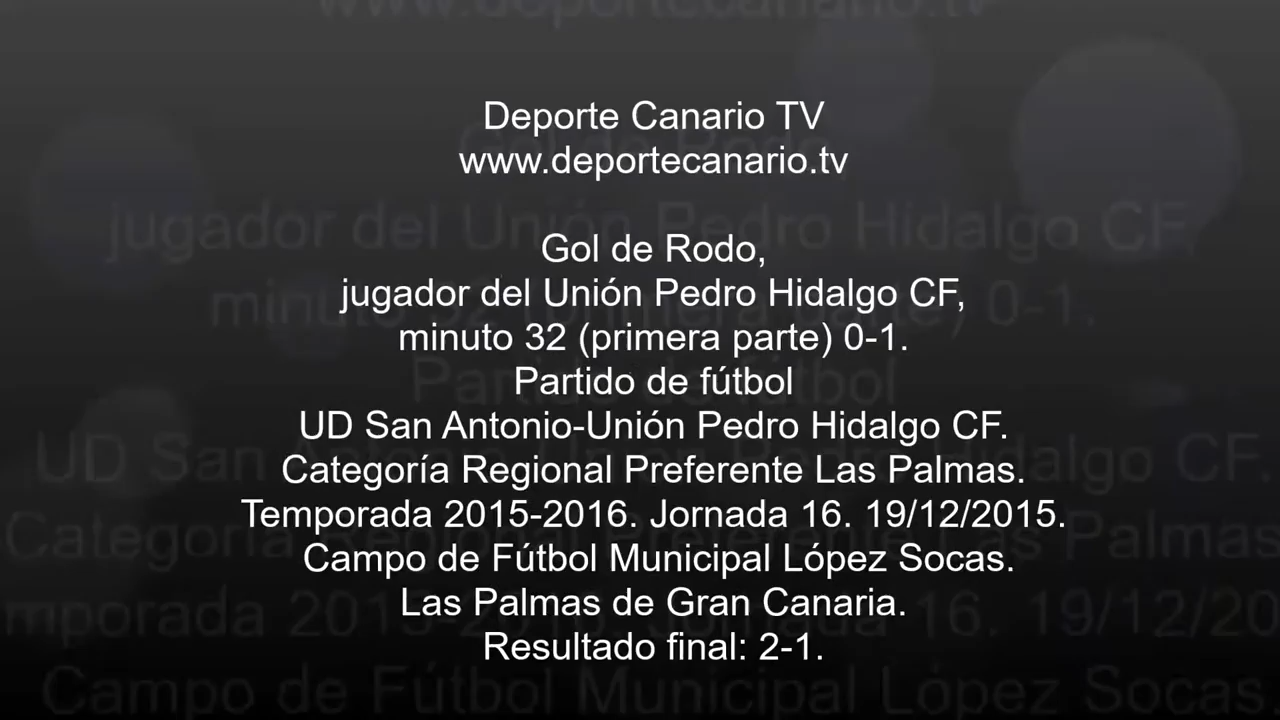 Deporte Canario TV
www.deportecanario.tv
Gol de Rodo,
jugador del Unión Pedro Hidalgo CF,
minuto 32 (primera parte) 0-1.
Partido de fútbol
UD San Antonio-Unión Pedro Hidalgo CF.
Categoría Regional Preferente Las Palmas.
Temporada 2015-2016. Jornada 16. 19/12/2015.
Campo de Fútbol Municipal López Socas.
Las Palmas de Gran Canaria.
Resultado final: 2-1.